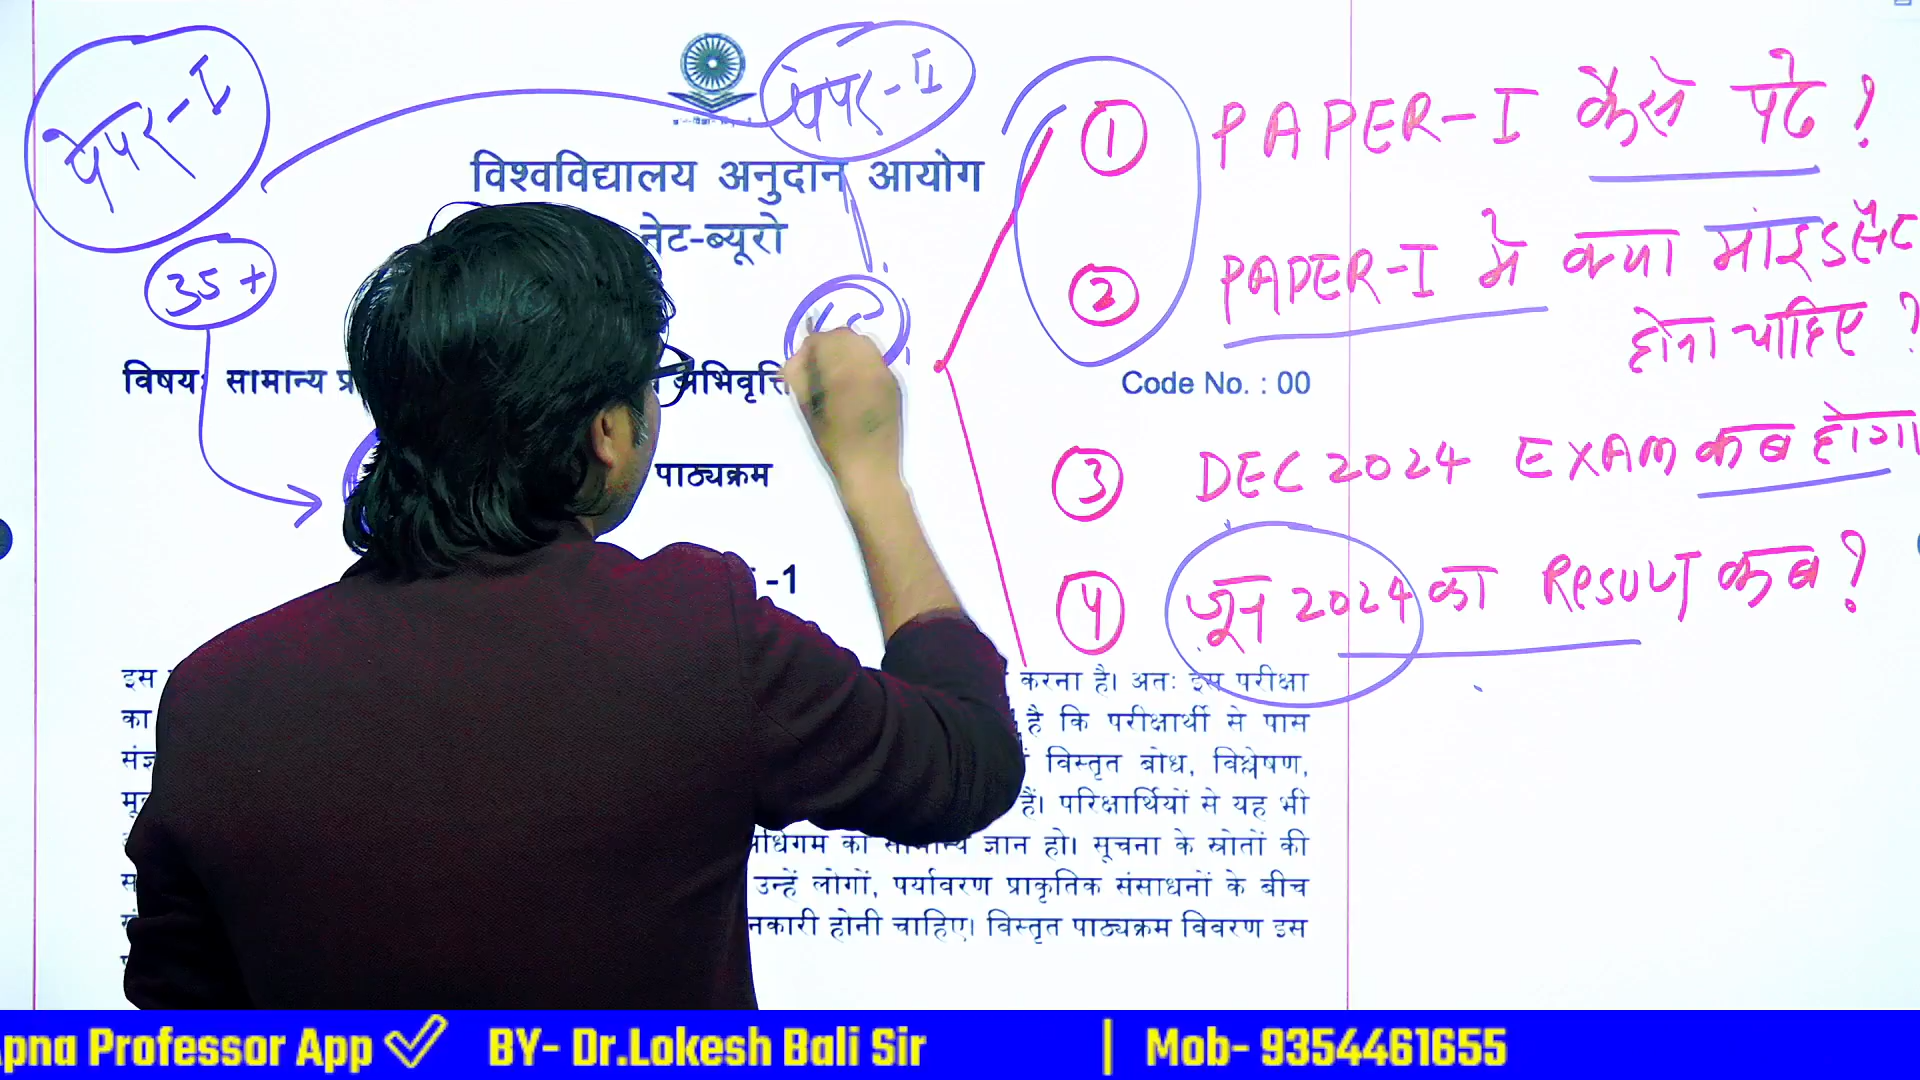 पेपर-I
पेपर-II
35+
विश्वविद्यालय अनुदान आयोग
नेट-ब्यूरो
विषय: सामान्य
Code No. : 00
पाठ्यक्रम
-1
करना है। अतः इस परीक्षा
का है कि परीक्षार्थी से पास
विस्तृत बोध, विश्लेषण,
हैं। परिक्षार्थियों से यह भी
का सामान्य ज्ञान हो। सूचना के स्रोतों की
उन्हें लोगों, पर्यावरण प्राकृतिक संसाधनों के बीच
होनी चाहिए। विस्तृत पाठ्यक्रम विवरण इस
① PAPER-I कैसे पढे ?
② PAPER-I मे क्या माइंडसैट
होना चाहिए ?
③ DEC 2024 EXAM कब होगा
④ जून 2024 का RESULT कब ?
Apna Professor App BY- Dr.Lokesh Bali Sir | Mob- 9354461655